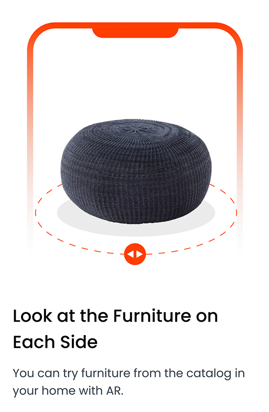 Look at the Furniture on
Each Side
You can try furniture from the catalog in
your home with AR.